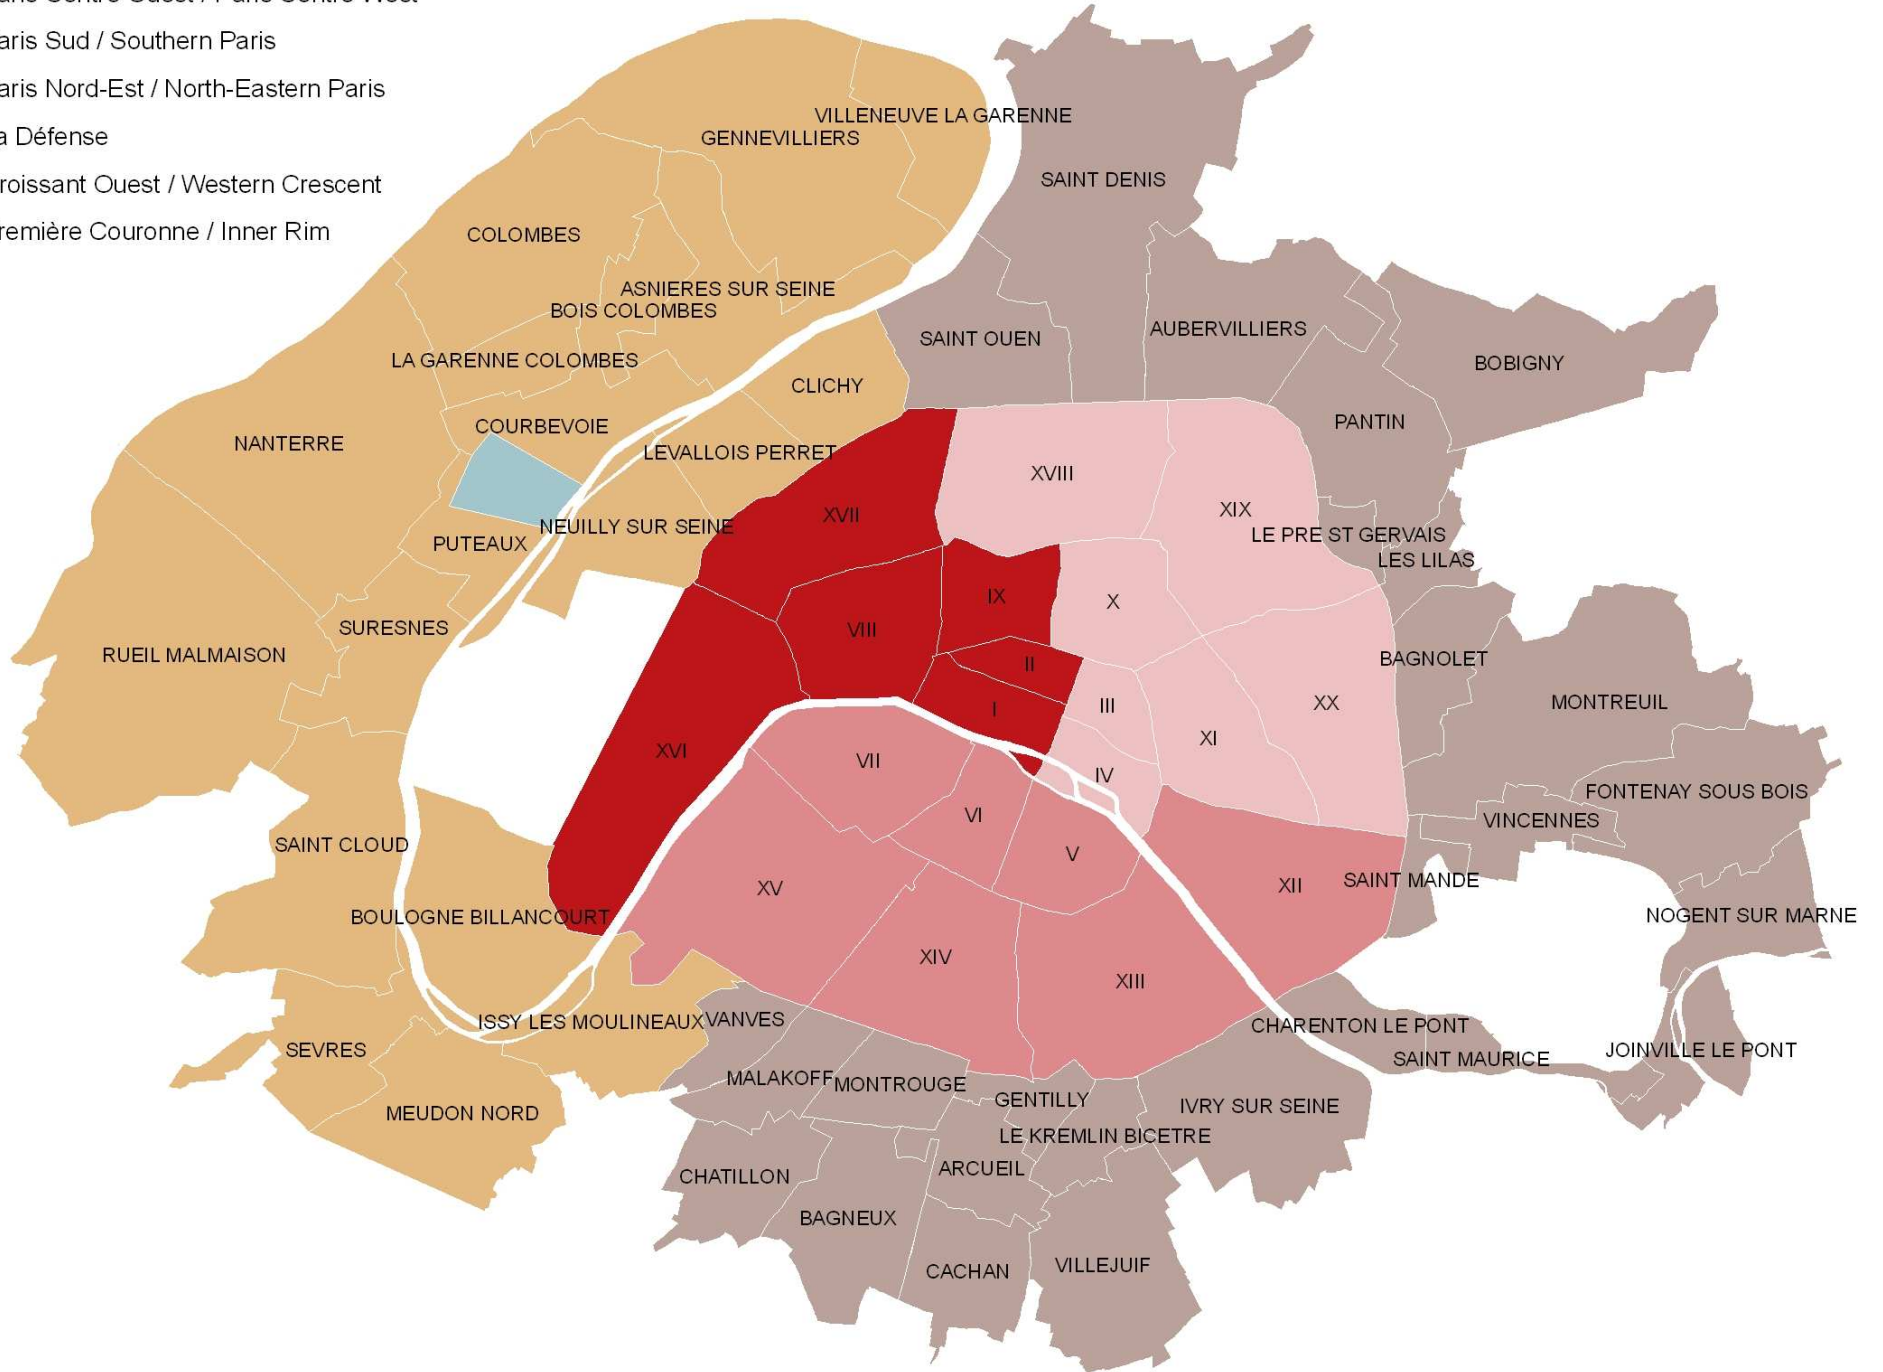 aris Centre Ouest / Paris Centre West
aris Sud / Southern Paris
aris Nord-Est / North-Eastern Paris
a Défense
roissant Ouest / Western Crescent
remière Couronne / Inner Rim
VILLENEUVE LA GARENNE
GENNEVILLIERS
SAINT DENIS
COLOMBES
ASNIERES SUR SEINE
BOIS COLOMBES
AUBERVILLIERS
SAINT OUEN
LA GARENNE COLOMBES
BOBIGNY
CLICHY
PANTIN
COURBEVOIE
NANTERRE
LEVALLOIS PERRET
XVIII
XIX
XVII
NEUILLY SUR SEINE
LE PRE ST GERVAIS
PUTEAUX
LES LILAS
IX
X
SURESNES
VIII
RUEIL MALMAISON
BAGNOLET
II
MONTREUIL
XX
III
I
XI
XVI
VII
IV
FONTENAY SOUS BOIS
VI
VINCENNES
SAINT CLOUD
V
SAINT MANDE
XII
XV
NOGENT SUR MARNE
BOULOGNE BILLANCOURT
XIV
XIII
VANVES
ISSY LES MOULINEAUX
CHARENTON LE PONT
SEVRES
JOINVILLE LE PONT
SAINT MAURICE
MALAKOFF
MONTROUGE
GENTILLY
IVRY SUR SEINE
MEUDON NORD
LE KREMLIN BICETRE
ARCUEIL
CHATILLON
BAGNEUX
VILLEJUIF
CACHAN